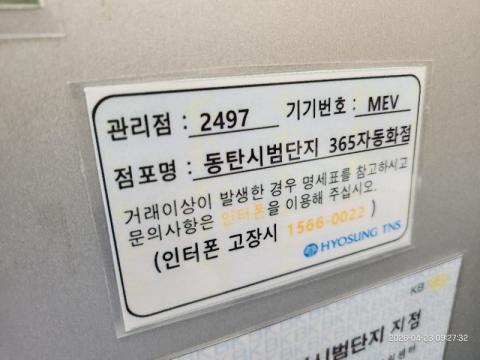 관리점 : 2497 기기번호 : MEV
점포명 : 동탄시범단지 365자동화점
거래이상이 발생한 경우 명세표를 참고하시고
문의사항은 인터폰을 이용해 주십시오.
(인터폰 고장시 1566-0022 )
HYOSUNG TNS
KB
시범단지 지점
2026-04-23 09:27:32